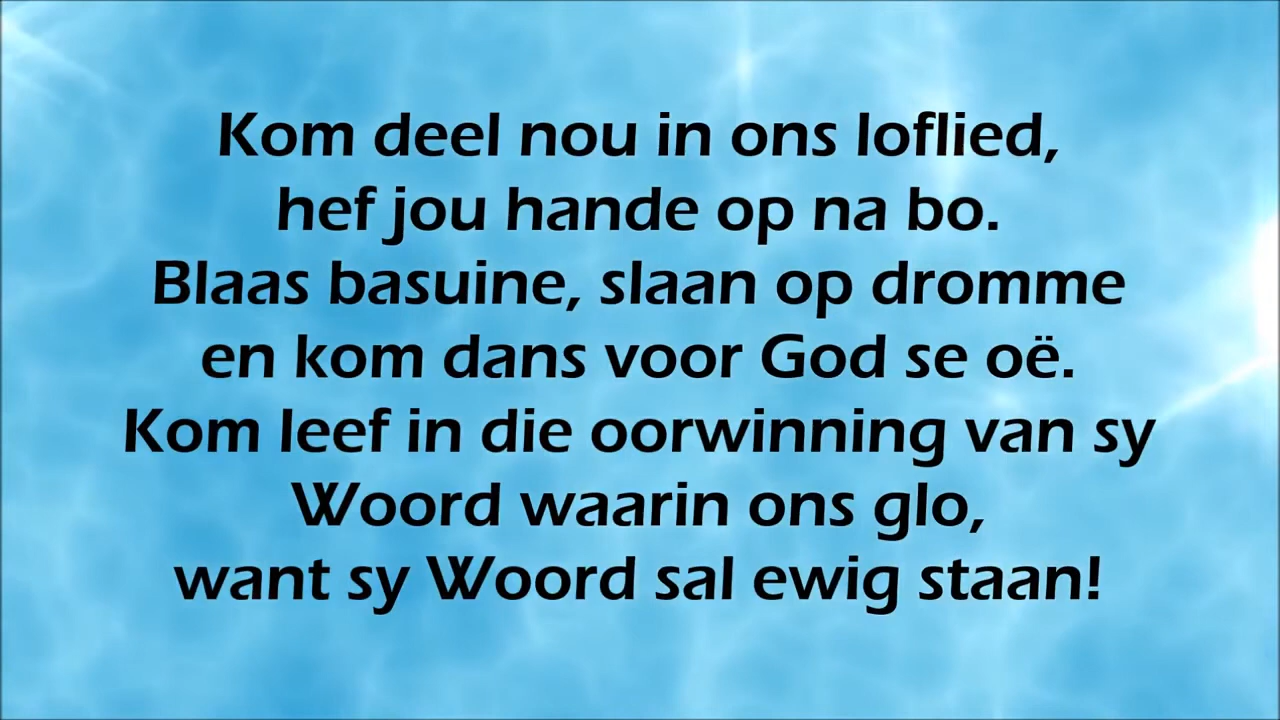 Kom deel nou in ons loflied,
hef jou hande op na bo.
Blaas basuine, slaan op dromme
en kom dans voor God se oë.
Kom leef in die oorwinning van sy
Woord waarin ons glo,
want sy Woord sal ewig staan!